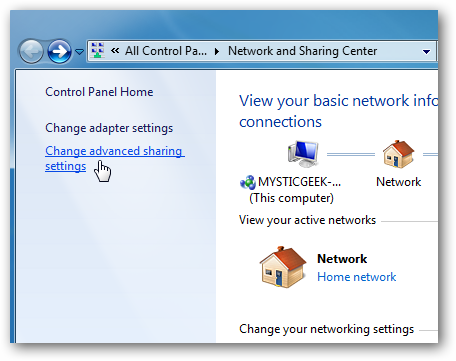 « All Control Pa... Network and Sharing Center
Control Panel Home
Change adapter settings
Change advanced sharing
settings
View your basic network info
connections
MYSTICGEEK-...
(This computer)
Network
View your active networks
Network
Home network
Change your networking settings